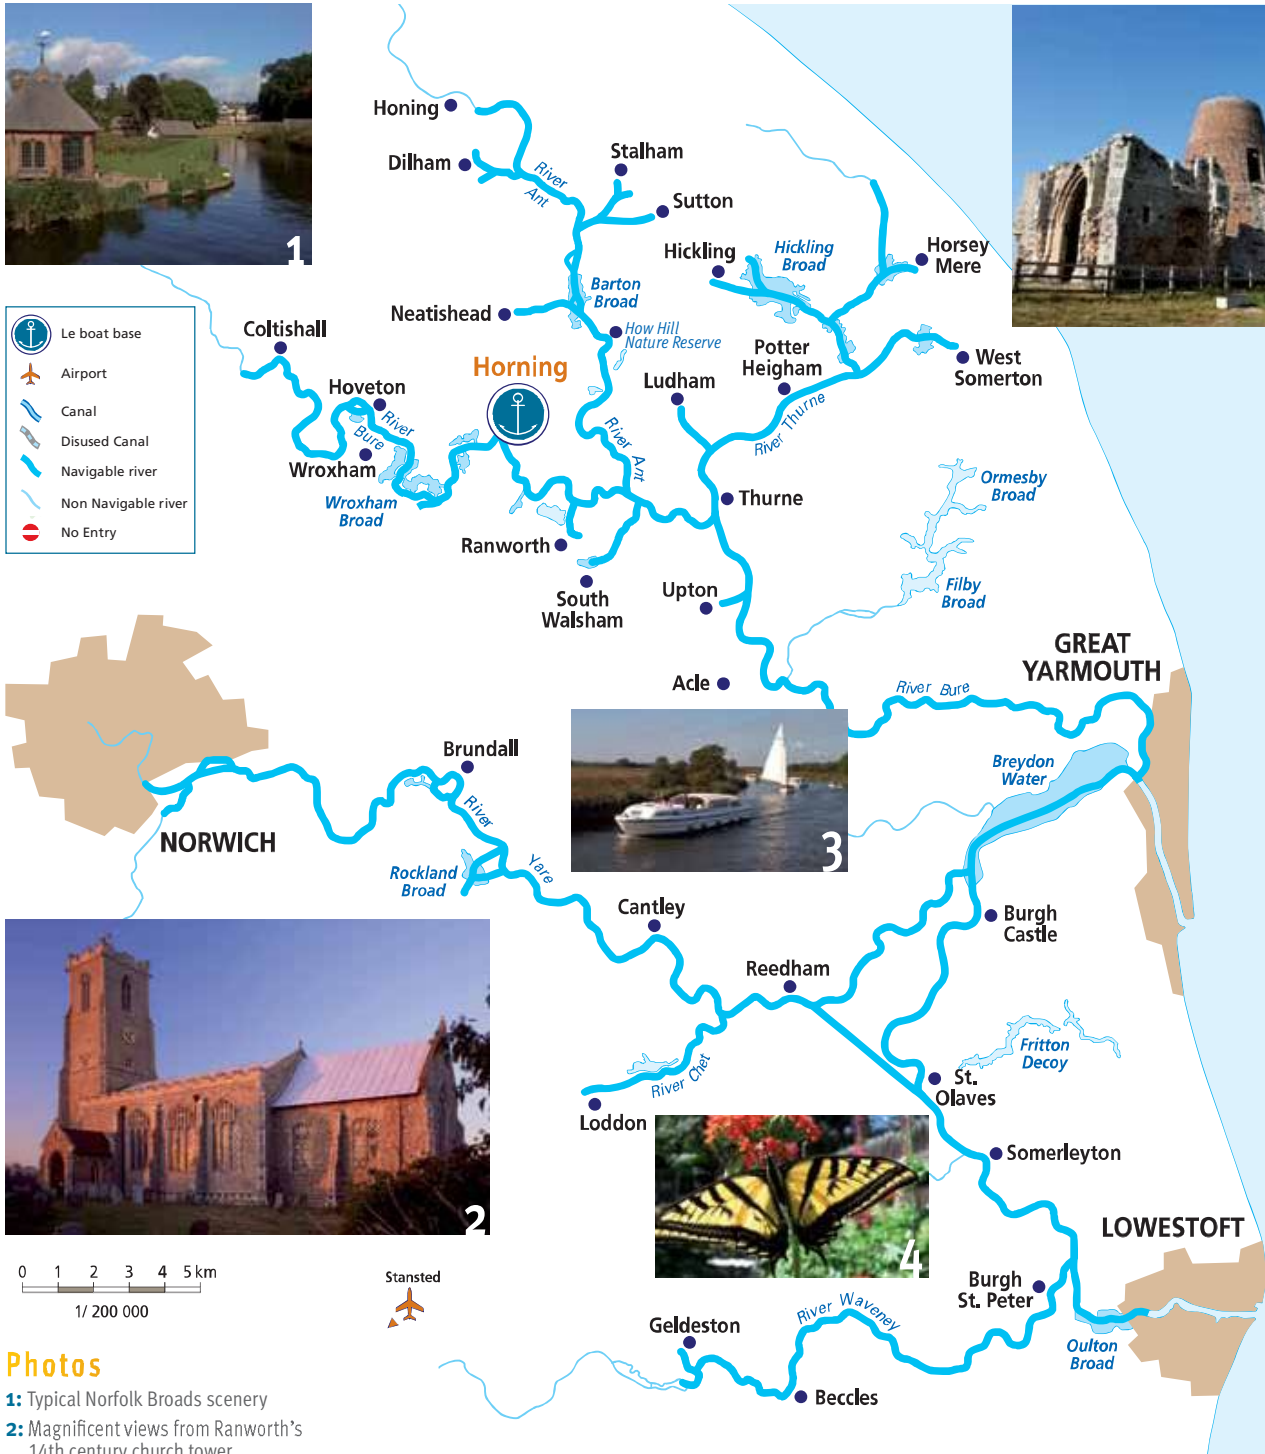 1
Honing
Dilham
River
Ant
Stalham
Sutton
Hickling
Hickling
Broad
Horsey
Mere
Barton
Broad
Neatishead
How Hill
Nature Reserve
Le boat base
Airport
Canal
Disused Canal
Navigable river
Non Navigable river
No Entry
Coltishall
Hoveton
River
Bure
Wroxham
Wroxham
Broad
Horning
Ludham
Potter
Heigham
West
Somerton
River Thurne
River Ant
Thurne
Ormesby
Broad
Filby
Broad
Ranworth
South
Walsham
Upton
Acle
GREAT
YARMOUTH
River Bure
Breydon
Water
Brundall
River
Yare
NORWICH
Rockland
Broad
3
Cantley
Burgh
Castle
Reedham
Fritton
Decoy
River Chet
Loddon
St.
Olaves
Somerleyton
2
4
LOWESTOFT
0 1 2 3 4 5 km
1/ 200 000
Stansted
Burgh
St. Peter
River Waveney
Geldeston
Oulton
Broad
Beccles
Photos
1: Typical Norfolk Broads scenery
2: Magnificent views from Ranworth's
14th century church tower